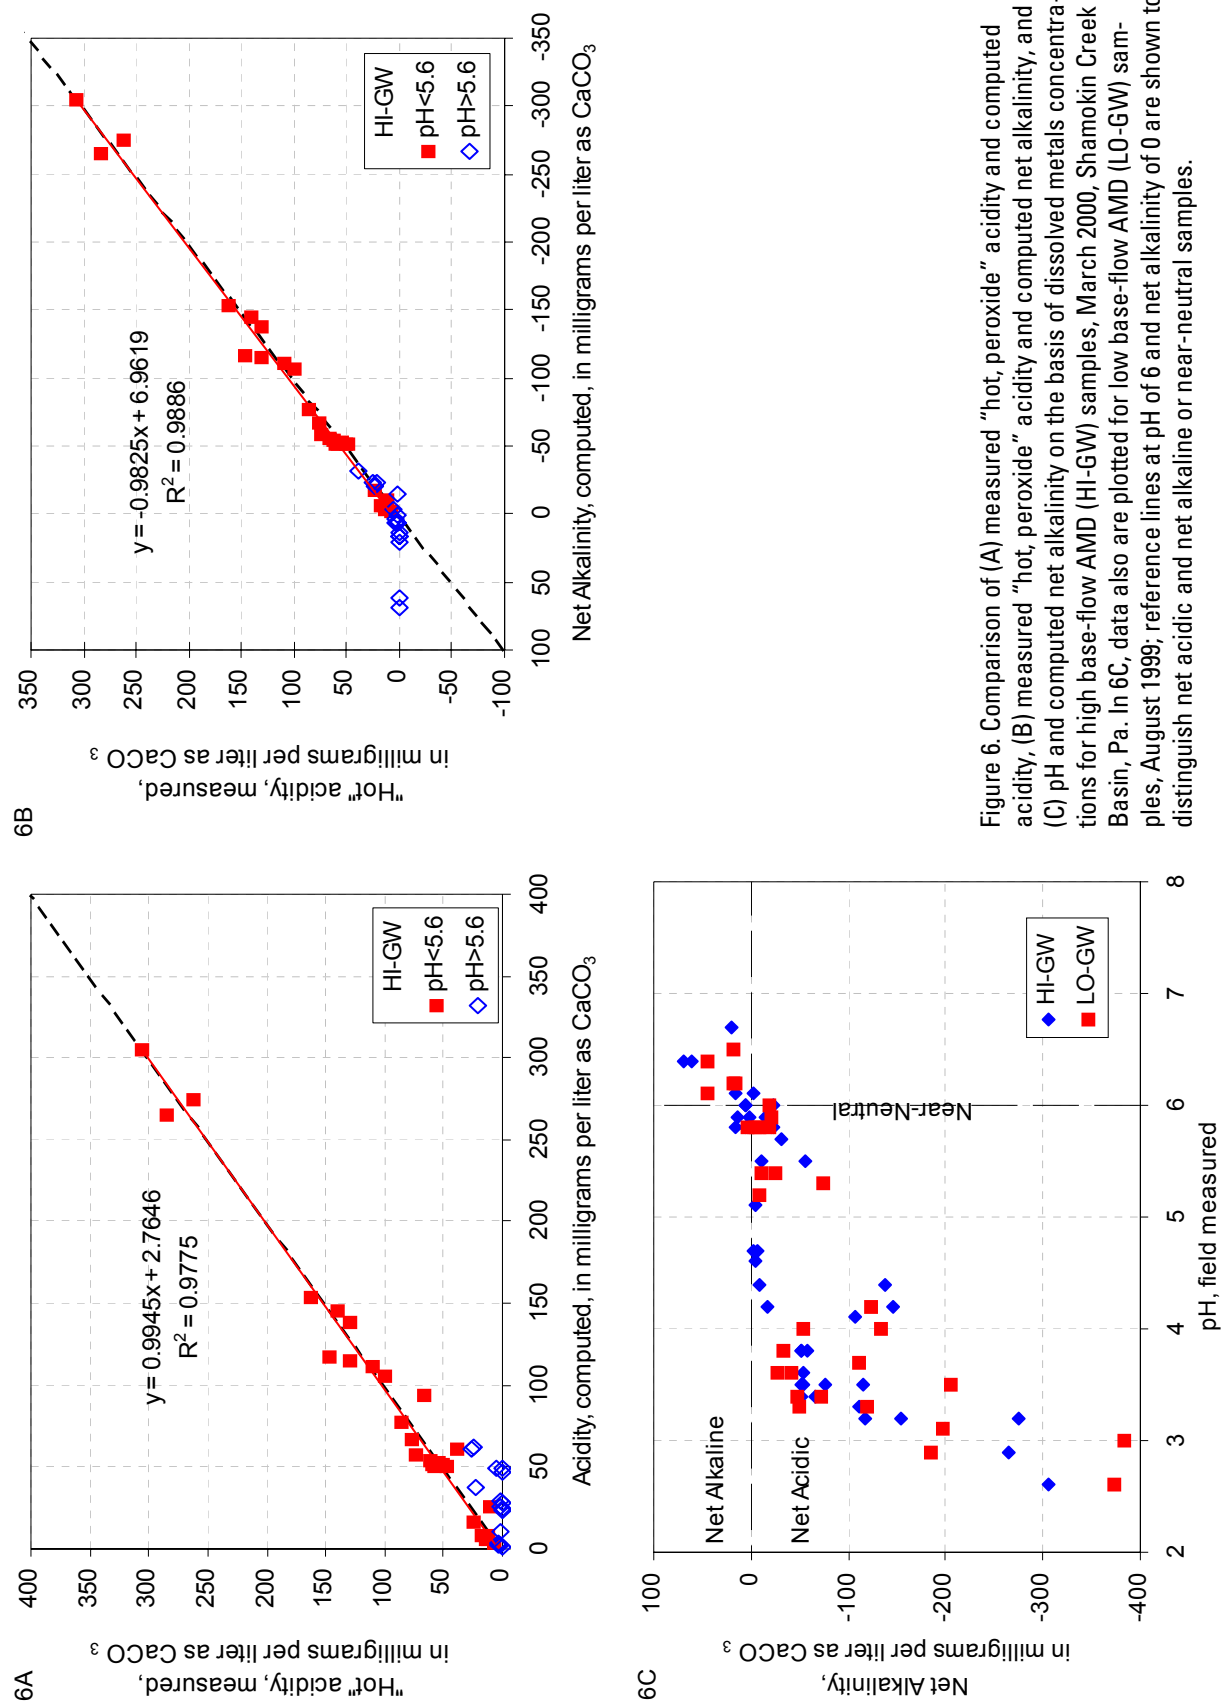 6A
"Hot" acidity, measured,
in milligrams per liter as CaCO3
400
350
300
250
200
150
100
50
0
y = 0.9945x + 2.7646
R2 = 0.9775
HI-GW
pH<5.6
pH>5.6
0
50
100
150
200
250
300
350
400
Acidity, computed, in milligrams per liter as CaCO3
6B
"Hot" acidity, measured,
in milligrams per liter as CaCO3
350
300
250
200
150
100
50
0
-50
-100
y = -0.9825x + 6.9619
R2 = 0.9886
HI-GW
pH<5.6
pH>5.6
100
50
0
-50
-100
-150
-200
-250
-300
-350
Net Alkalinity, computed, in milligrams per liter as CaCO3
6C
Net Alkalinity,
in milligrams per liter as CaCO3
100
0
-100
-200
-300
-400
Net Alkaline
Net Acidic
Near-Neutral
HI-GW
LO-GW
2
3
4
5
6
7
8
pH, field measured
Figure 6. Comparison of (A) measured “hot, peroxide” acidity and computed
acidity, (B) measured “hot, peroxide” acidity and computed net alkalinity, and
(C) pH and computed net alkalinity on the basis of dissolved metals concentra-
tions for high base-flow AMD (HI-GW) samples, March 2000, Shamokin Creek
Basin, Pa. In 6C, data also are plotted for low base-flow AMD (LO-GW) sam-
ples, August 1999; reference lines at pH of 6 and net alkalinity of 0 are shown to
distinguish net acidic and net alkaline or near-neutral samples.